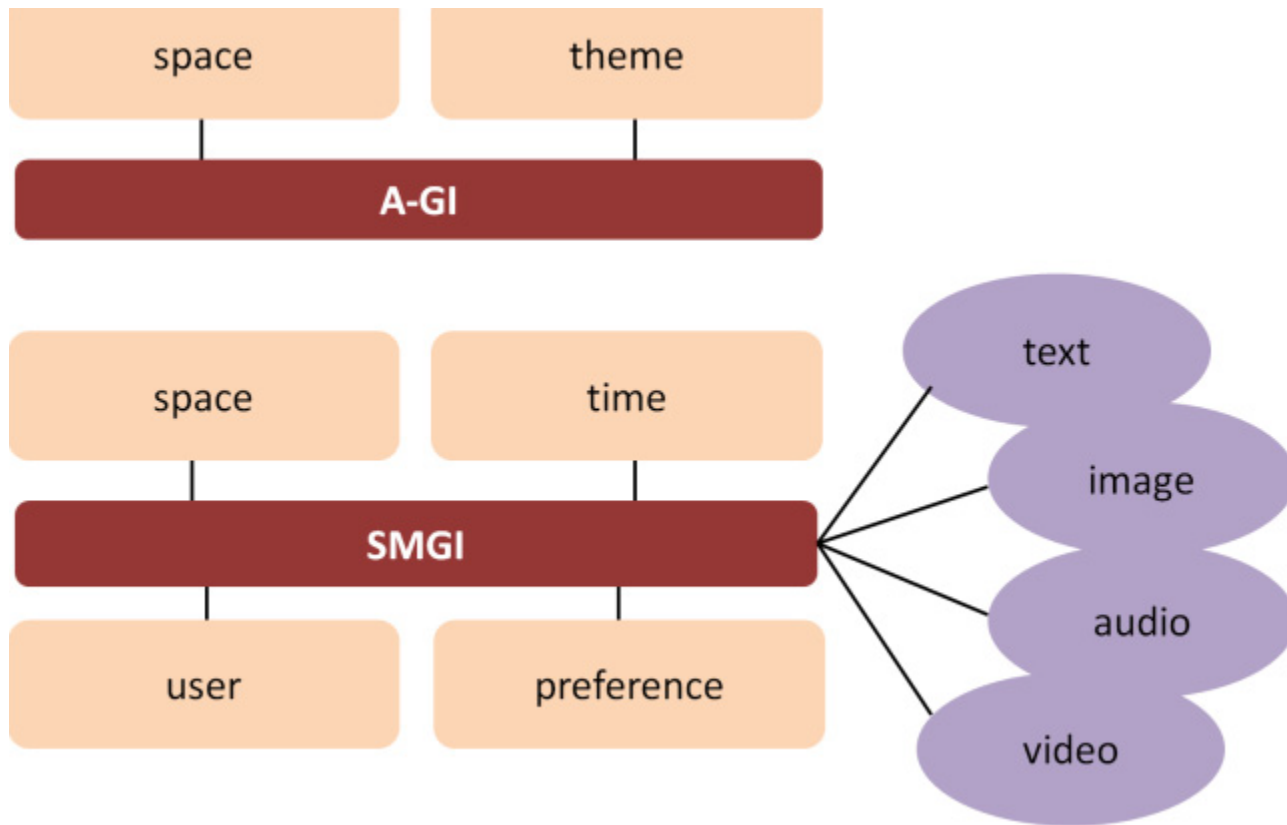 space
theme
A-GI
space
time
SMGI
user
preference
text
image
audio
video